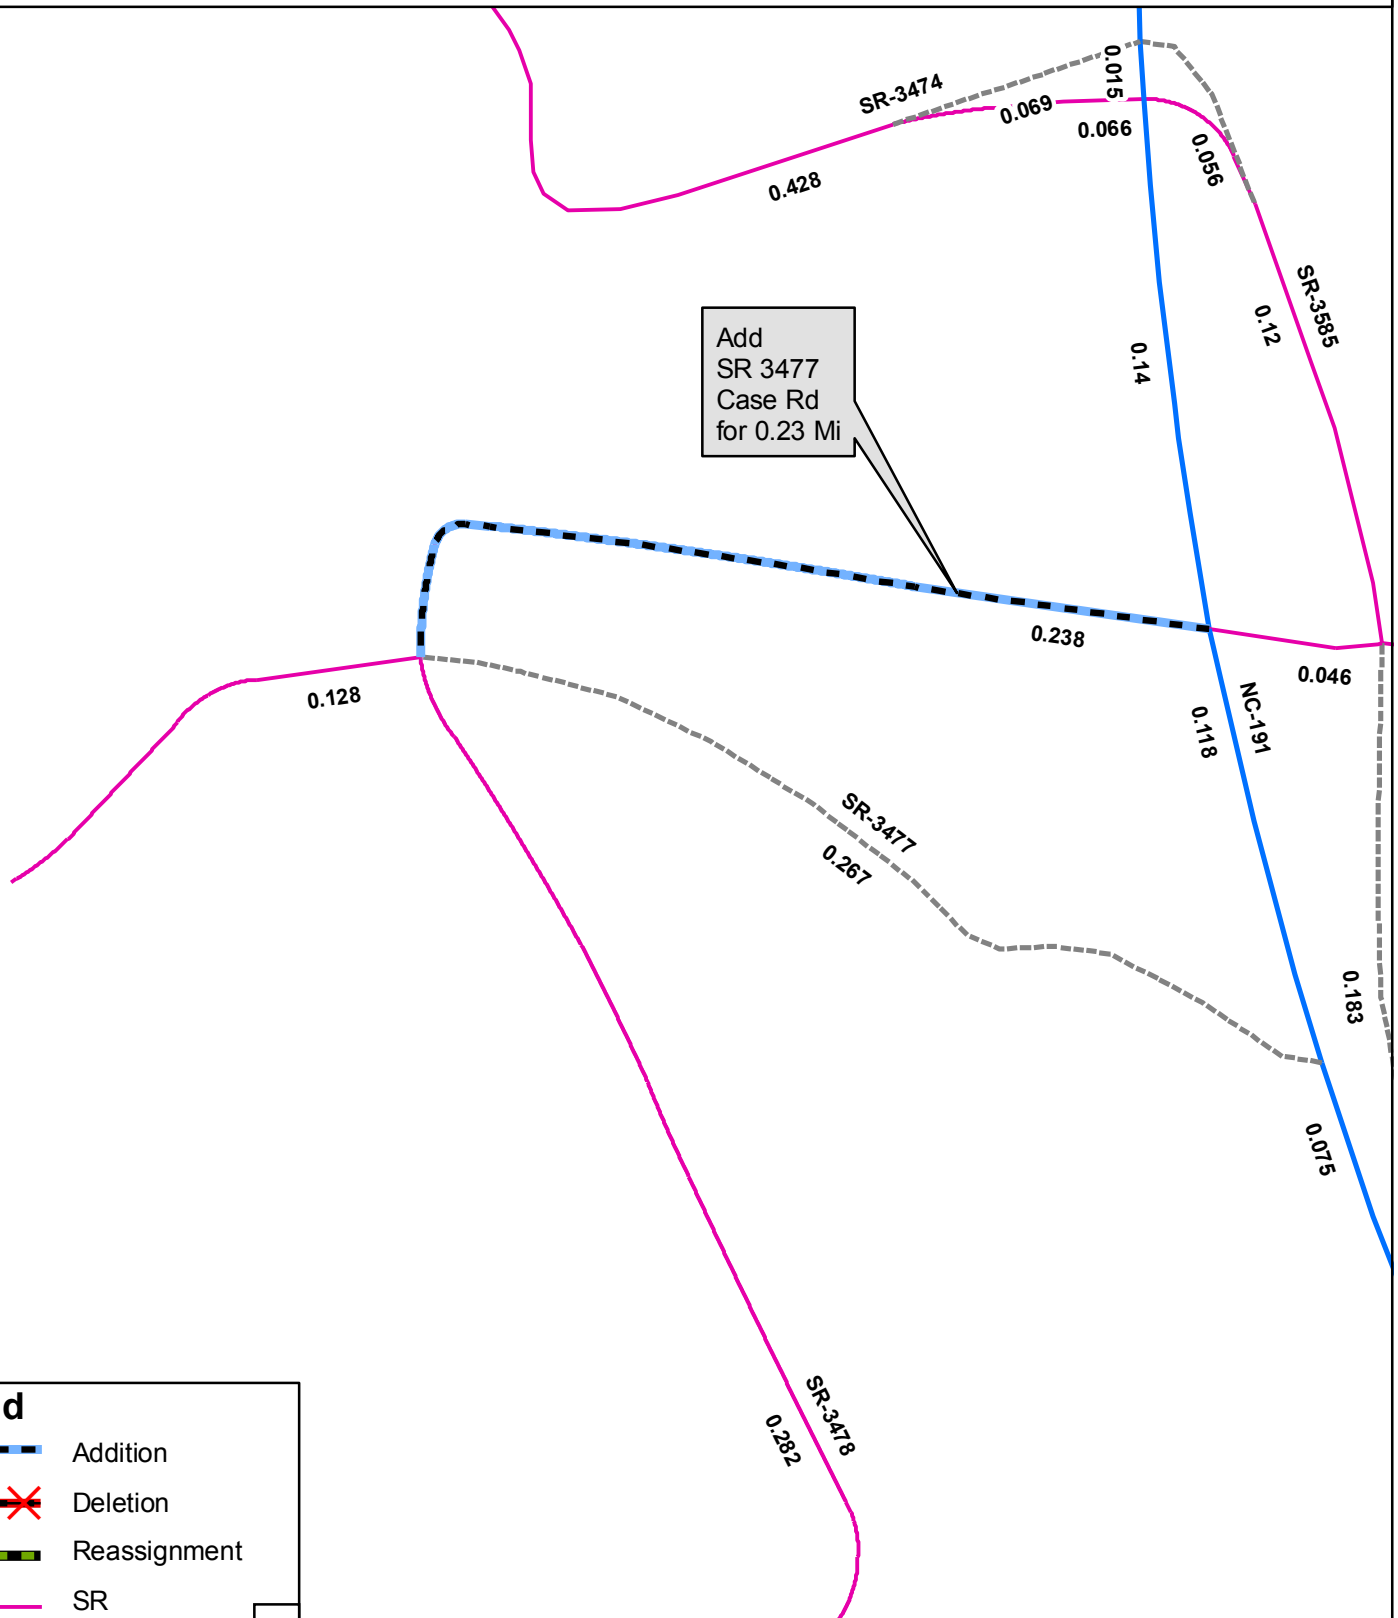 SR-3474
0.015
0.069
0.066
0.056
0.428
SR-3585
0.12
0.14
Add
SR 3477
Case Rd
for 0.23 Mi
0.238
0.046
0.128
NC-191
0.118
SR-3477
0.267
0.183
0.075
SR-3478
0.282
d
Addition
Deletion
Reassignment
SR